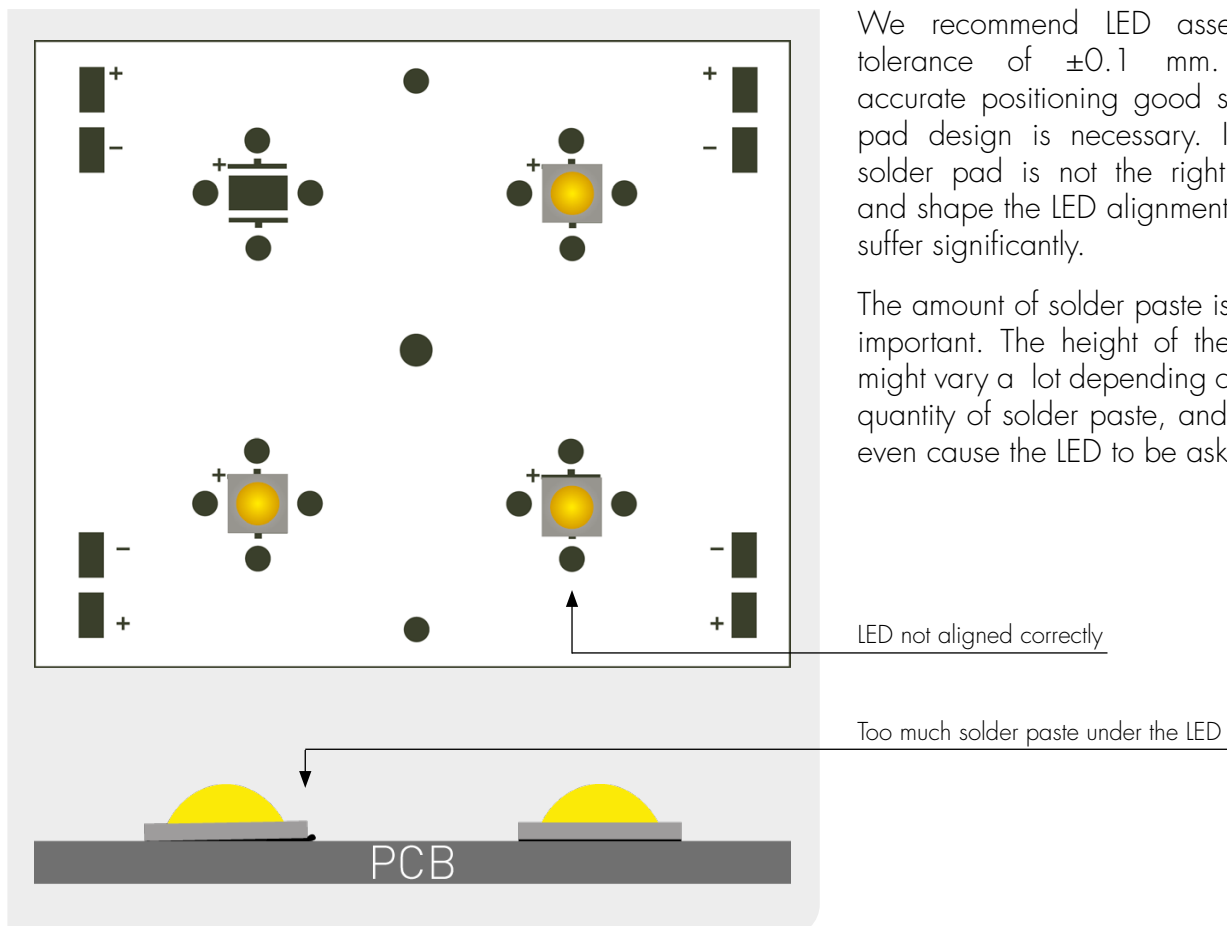 We recommend LED asse
tolerance of ±0.1 mm.
accurate positioning good s
pad design is necessary. I
solder pad is not the right
and shape the LED alignment
suffer significantly.
The amount of solder paste is
important. The height of the
might vary a lot depending o
quantity of solder paste, and
even cause the LED to be ask
+ +
− −
+ +
+ +
− −
+ +
LED not aligned correctly
Too much solder paste under the LED
PCB